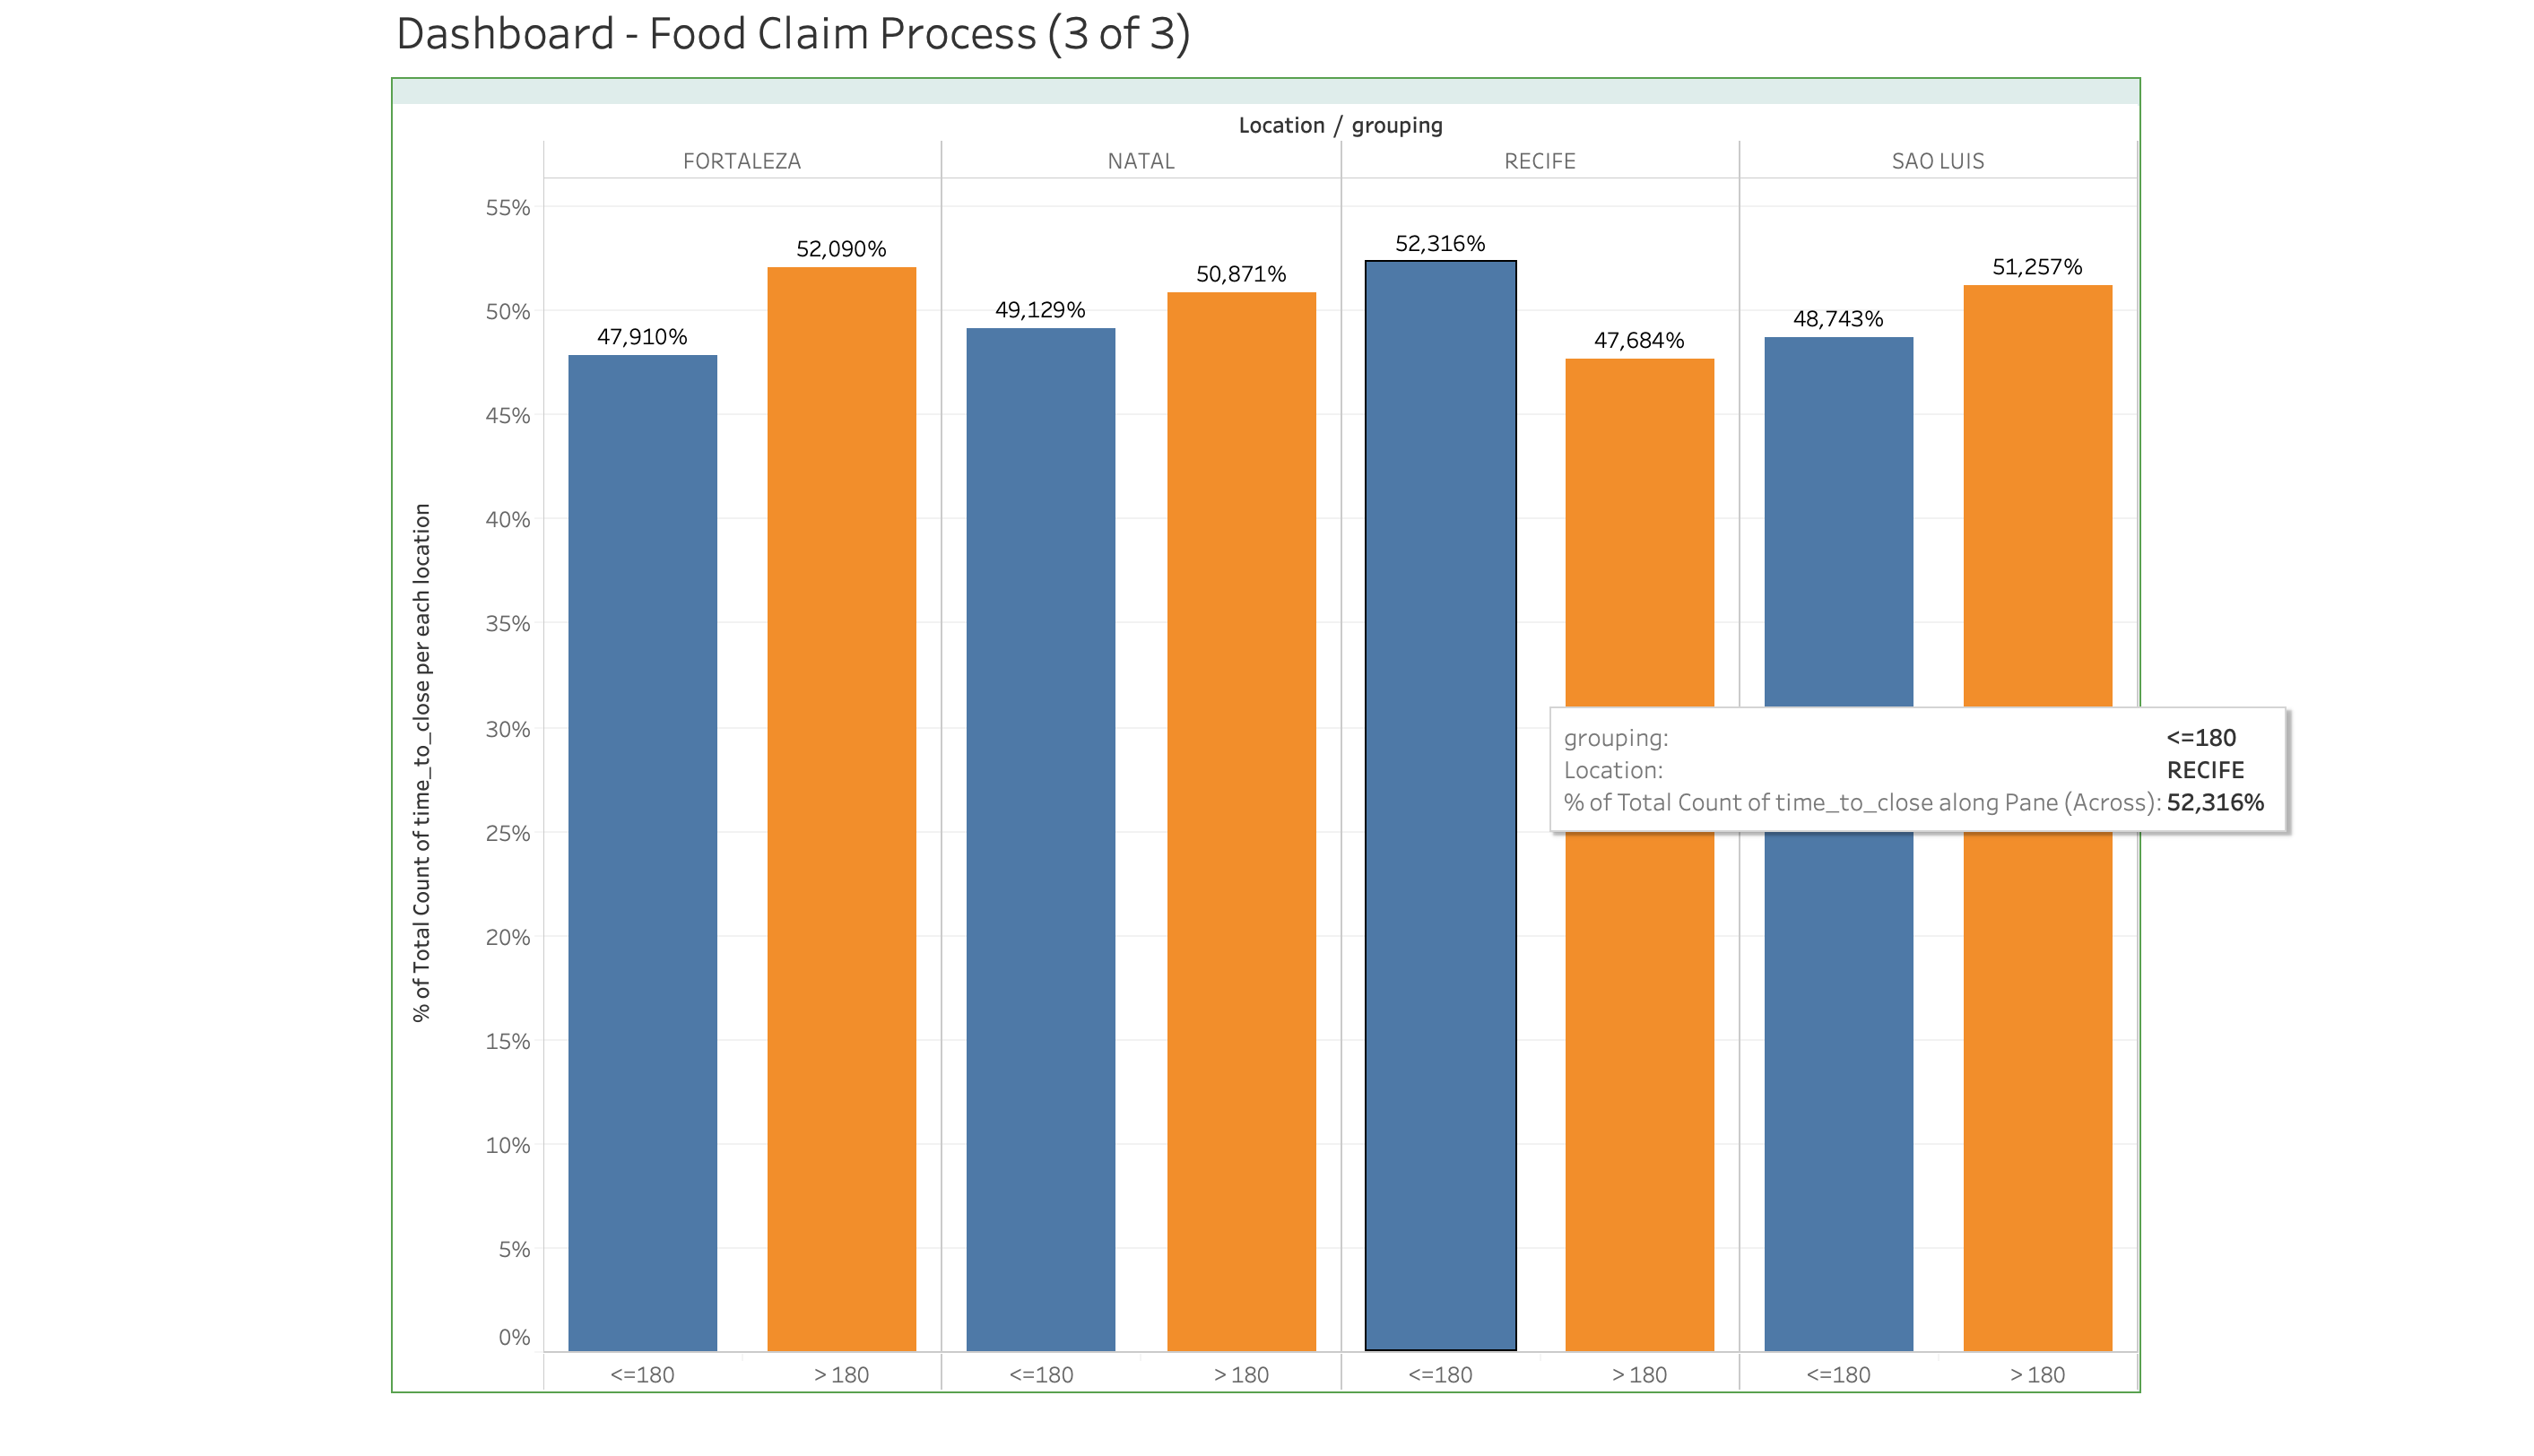 Dashboard - Food Claim Process (3 of 3)
Location / grouping
FORTALEZA NATAL RECIFE SAO LUIS
% of Total Count of time_to_close per each location
55%
50%
45%
40%
35%
30%
25%
20%
15%
10%
5%
0%
47,910%
52,090%
49,129%
50,871%
52,316%
47,684%
48,743%
51,257%
grouping: <=180
Location: RECIFE
% of Total Count of time_to_close along Pane (Across): 52,316%
<=180 > 180 <=180 > 180 <=180 > 180 <=180 > 180